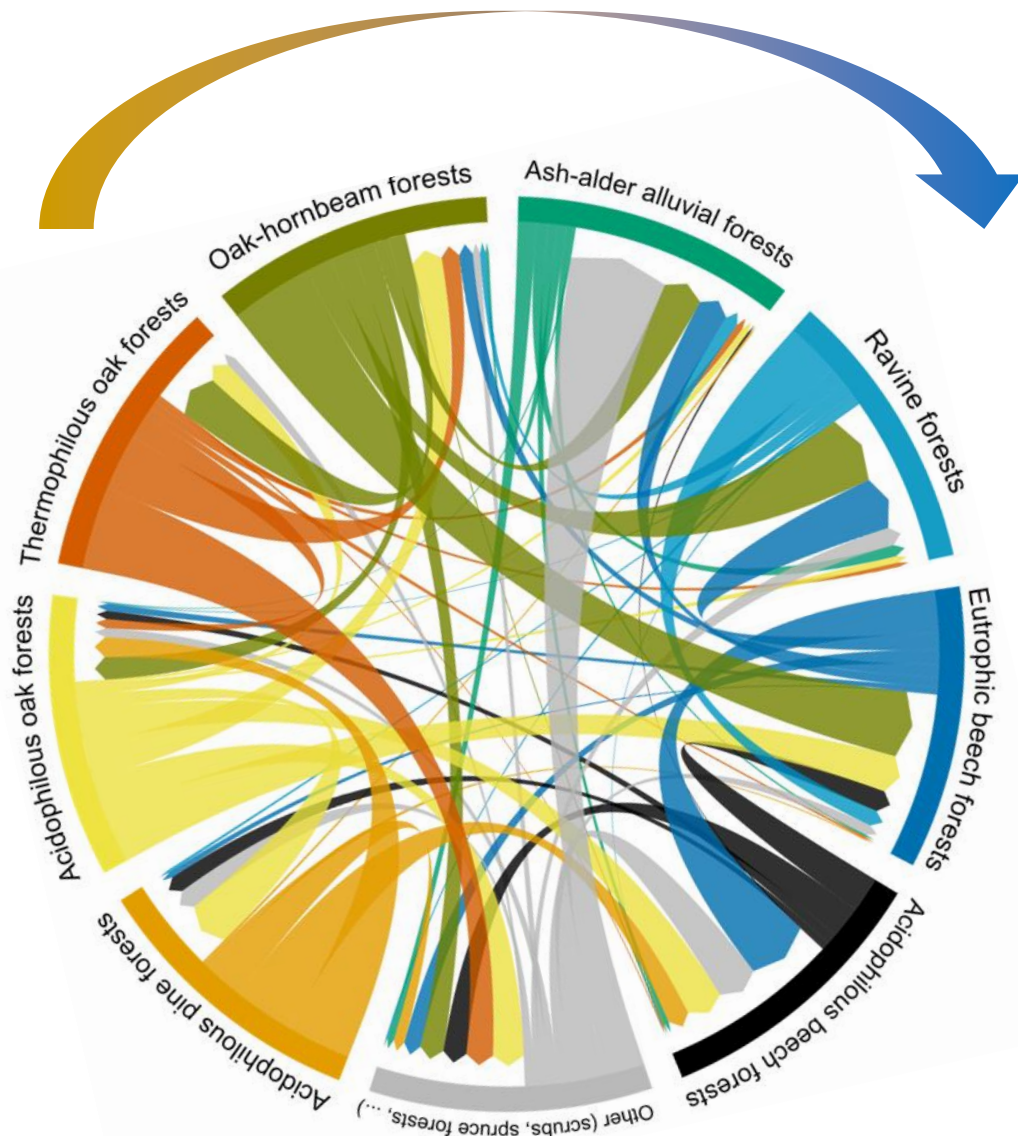 Oak-hornbeam forests
Ash-alder alluvial forests
Ravine forests
Eutrophic beech forests
Acidophilous beech forests
Other (scrubs, spruce forests, ...)
Acidophilous pine forests
Acidophilous oak forests
Thermophilous oak forests